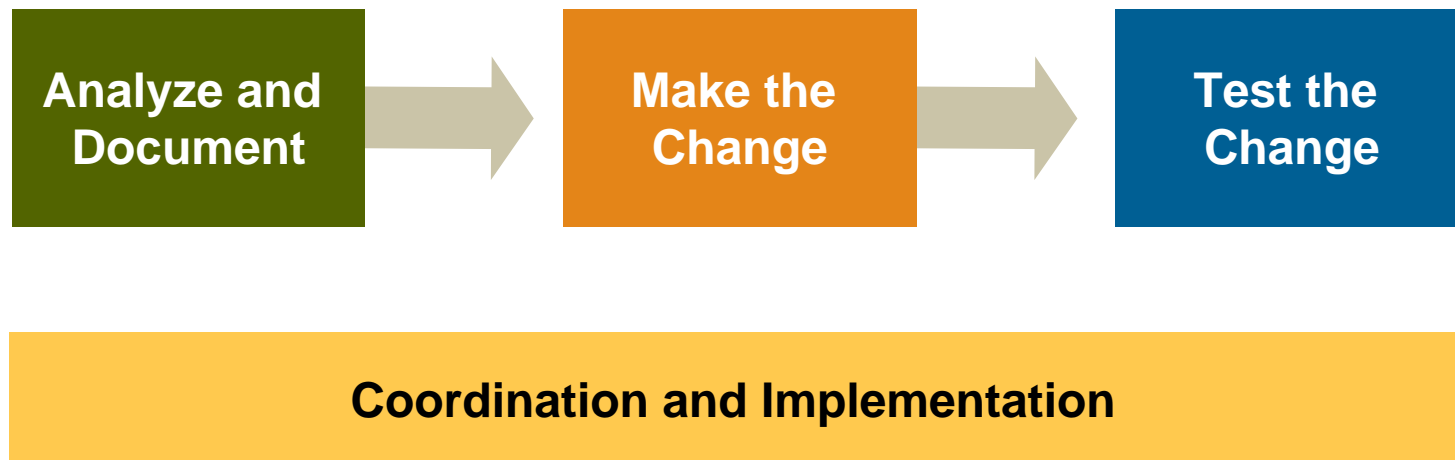 Analyze and
Document
Make the
Change
Test the
Change
Coordination and Implementation